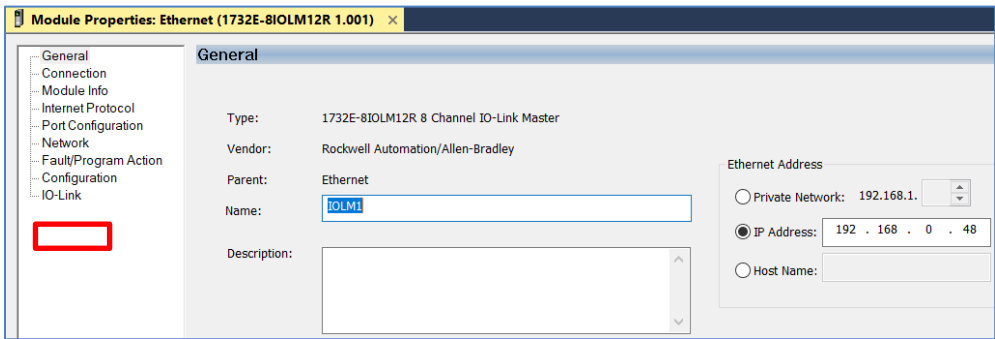 Module Properties: Ethernet (1732E-8IOLM12R 1.001) ×
General
Connection
Module Info
Internet Protocol
Port Configuration
Network
Fault/Program Action
Configuration
IO-Link
General
Type: 1732E-8IOLM12R 8 Channel IO-Link Master
Vendor: Rockwell Automation/Allen-Bradley
Parent: Ethernet
Name: IOLM1
Description:
Ethernet Address
Private Network: 192.168.1.
IP Address: 192 . 168 . 0 . 48
Host Name: